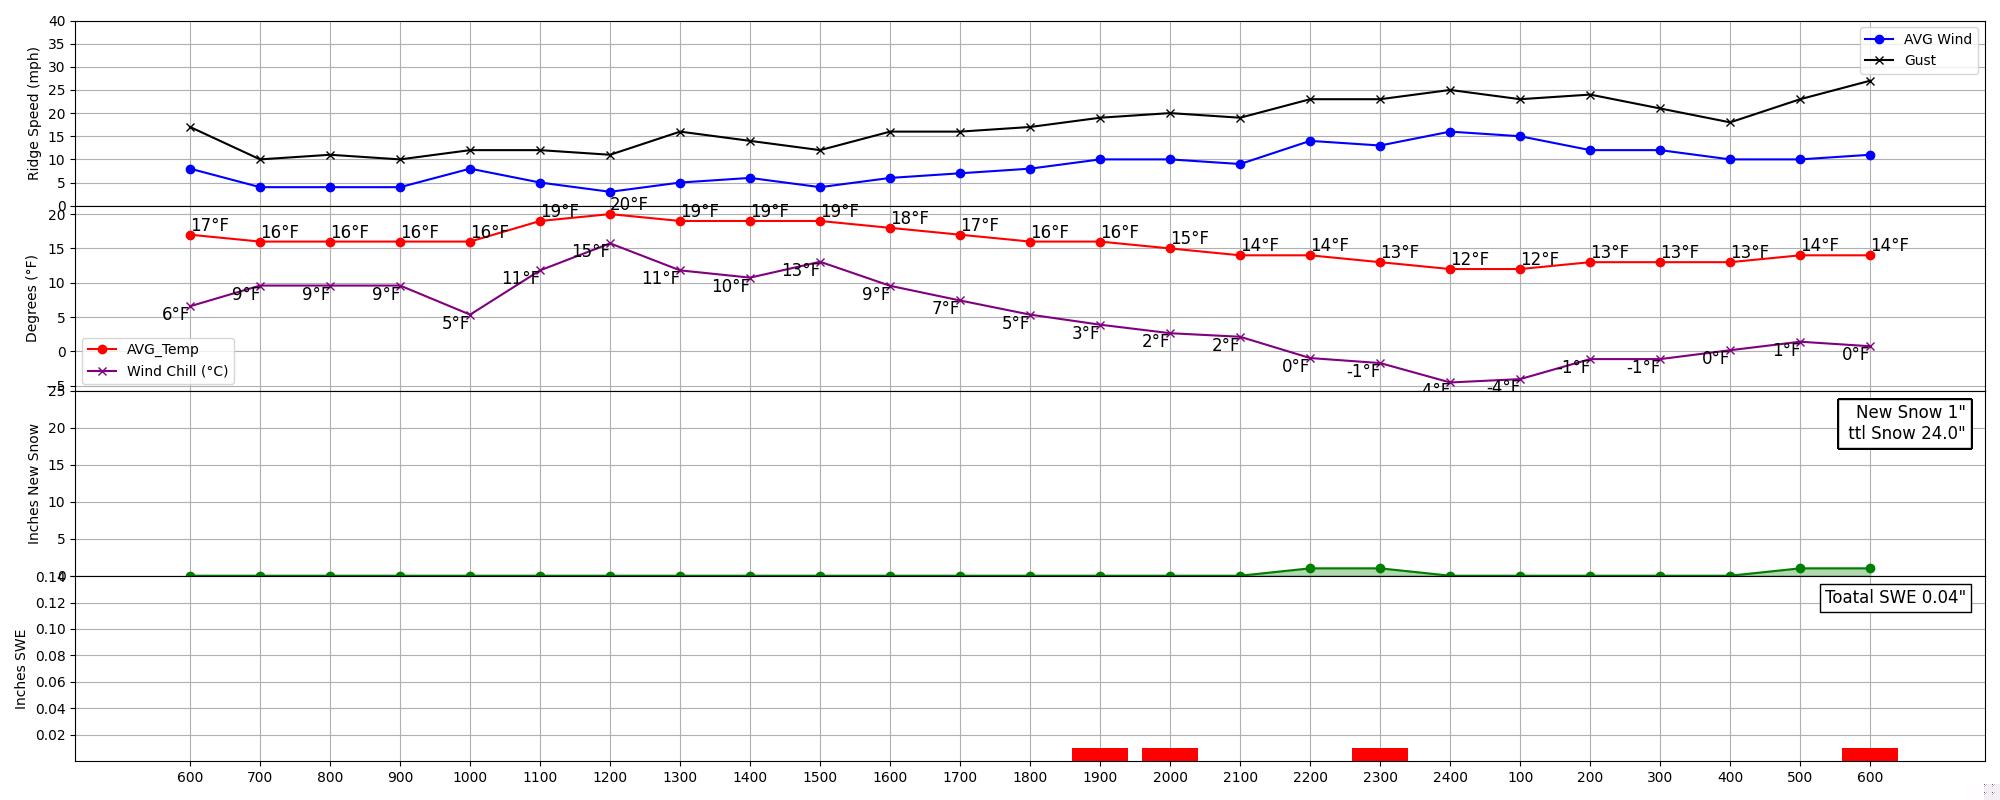 40
35
30
25
20
15
10
5
0
Ridge Speed (mph)
AVG Wind
Gust
20
15
10
5
0
-5
Degrees (°F)
17°F 16°F 16°F 16°F 16°F 19°F 20°F 19°F 19°F 19°F 18°F 17°F 16°F 16°F 15°F 14°F 14°F 13°F 12°F 12°F 13°F 13°F 13°F 14°F 14°F
6°F 9°F 9°F 9°F 5°F 11°F 15°F 11°F 10°F 13°F 9°F 7°F 5°F 3°F 2°F 2°F 0°F -1°F -4°F -4°F -1°F -1°F 0°F 1°F 0°F
AVG_Temp
Wind Chill (°C)
25
20
15
10
5
0
Inches New Snow
New Snow 1"
ttl Snow 24.0"
0.14
0.12
0.10
0.08
0.06
0.04
0.02
Inches SWE
Toatal SWE 0.04"
600 700 800 900 1000 1100 1200 1300 1400 1500 1600 1700 1800 1900 2000 2100 2200 2300 2400 100 200 300 400 500 600